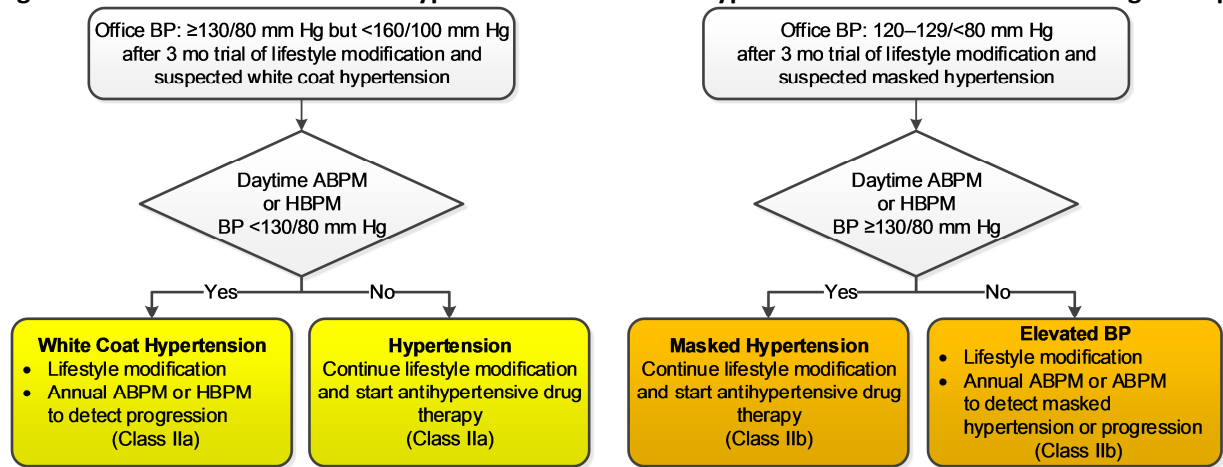 Office BP: ≥130/80 mm Hg but <160/100 mm Hg
after 3 mo trial of lifestyle modification and
suspected white coat hypertension
Daytime ABPM
or HBPM
BP <130/80 mm Hg
Yes
No
White Coat Hypertension
• Lifestyle modification
• Annual ABPM or HBPM
to detect progression
(Class IIa)
Hypertension
Continue lifestyle modification
and start antihypertensive drug
therapy
(Class IIa)
Office BP: 120–129/<80 mm Hg
after 3 mo trial of lifestyle modification and
suspected masked hypertension
Daytime ABPM
or HBPM
BP ≥130/80 mm Hg
Yes
No
Masked Hypertension
Continue lifestyle modification
and start antihypertensive drug
therapy
(Class IIb)
Elevated BP
• Lifestyle modification
• Annual ABPM or ABPM
to detect masked
hypertension or progression
(Class IIb)